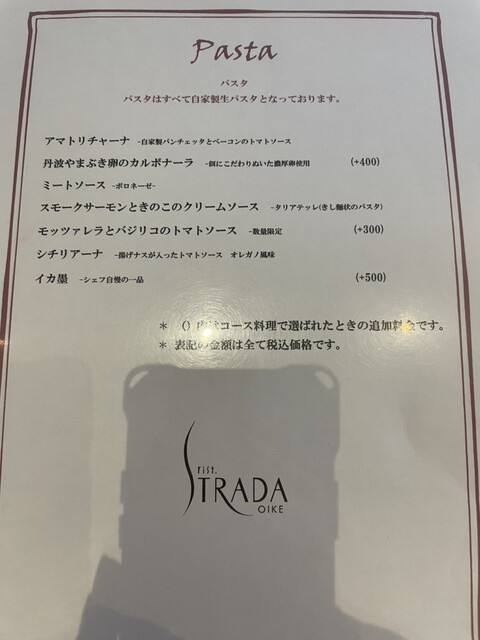 Pasta
パスタ
パスタはすべて自家製生パスタとなっております。
アマトリチャーナ -自家製パンチェッタとベーコンのトマトソース
丹波やまぶき卵のカルボナーラ -餌にこだわりぬいた濃厚卵使用 (+400)
ミートソース -ボロネーゼ-
スモークサーモンときのこのクリームソース -タリアテッレ(きし麺状のパスタ)
モッツァレラとバジリコのトマトソース -数量限定 (+300)
シチリアーナ -揚げナスが入ったトマトソース オレガノ風味
イカ墨 -シェフ自慢の一品 (+500)
＊ () 内はコース料理で選ばれたときの追加料金です。
＊ 表記の金額は全て税込価格です。
rist.
STRADA
OIKE